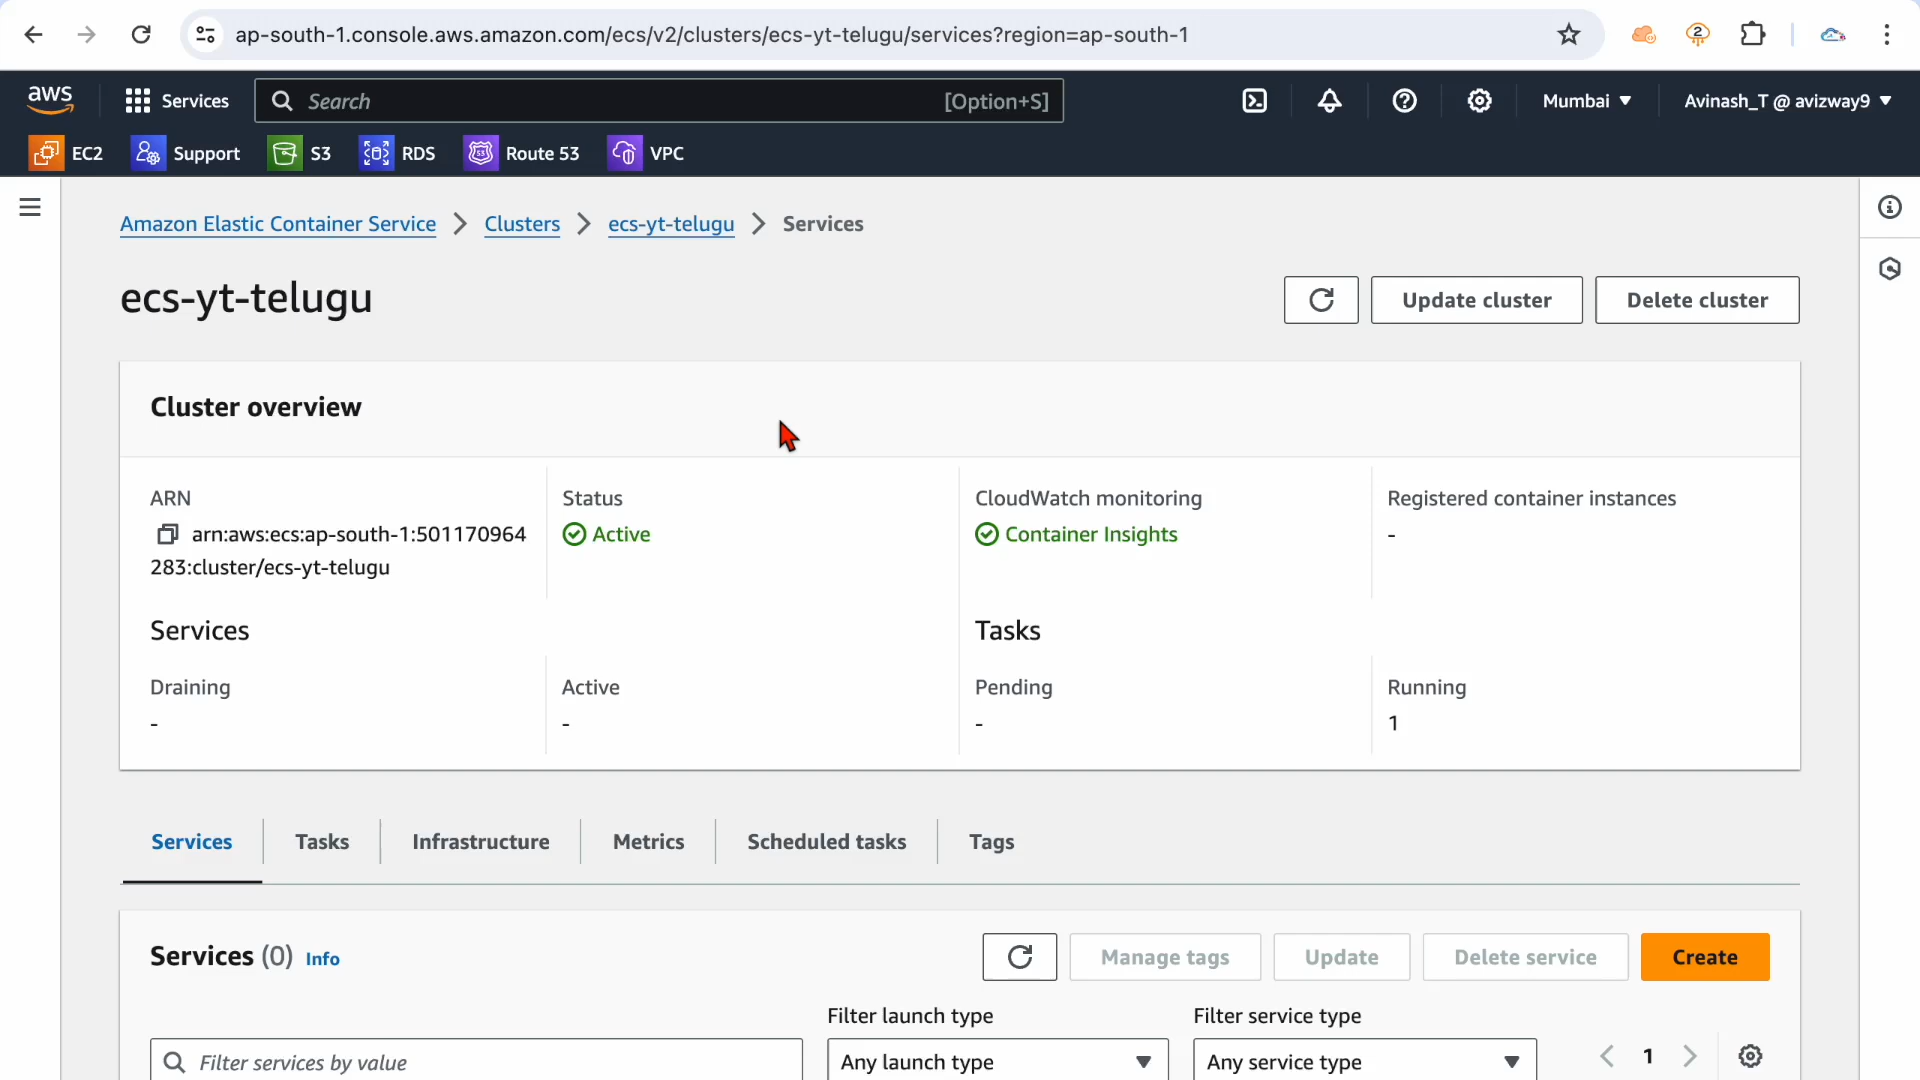 ap-south-1.console.aws.amazon.com/ecs/v2/clusters/ecs-yt-telugu/services?region=ap-south-1
2
aws Services Search [Option+S] Mumbai Avinash_T @ avizway9
EC2 Support S3 RDS 53 Route 53 VPC
Amazon Elastic Container Service Clusters ecs-yt-telugu Services
ecs-yt-telugu Update cluster Delete cluster
Cluster overview
ARN Status CloudWatch monitoring Registered container instances
arn:aws:ecs:ap-south-1:501170964 Active Container Insights -
283:cluster/ecs-yt-telugu
Services Tasks
Draining Active Pending Running
- - - 1
Services Tasks Infrastructure Metrics Scheduled tasks Tags
Services (0) Info Manage tags Update Delete service Create
Filter launch type Filter service type
Filter services by value Any launch type Any service type 1